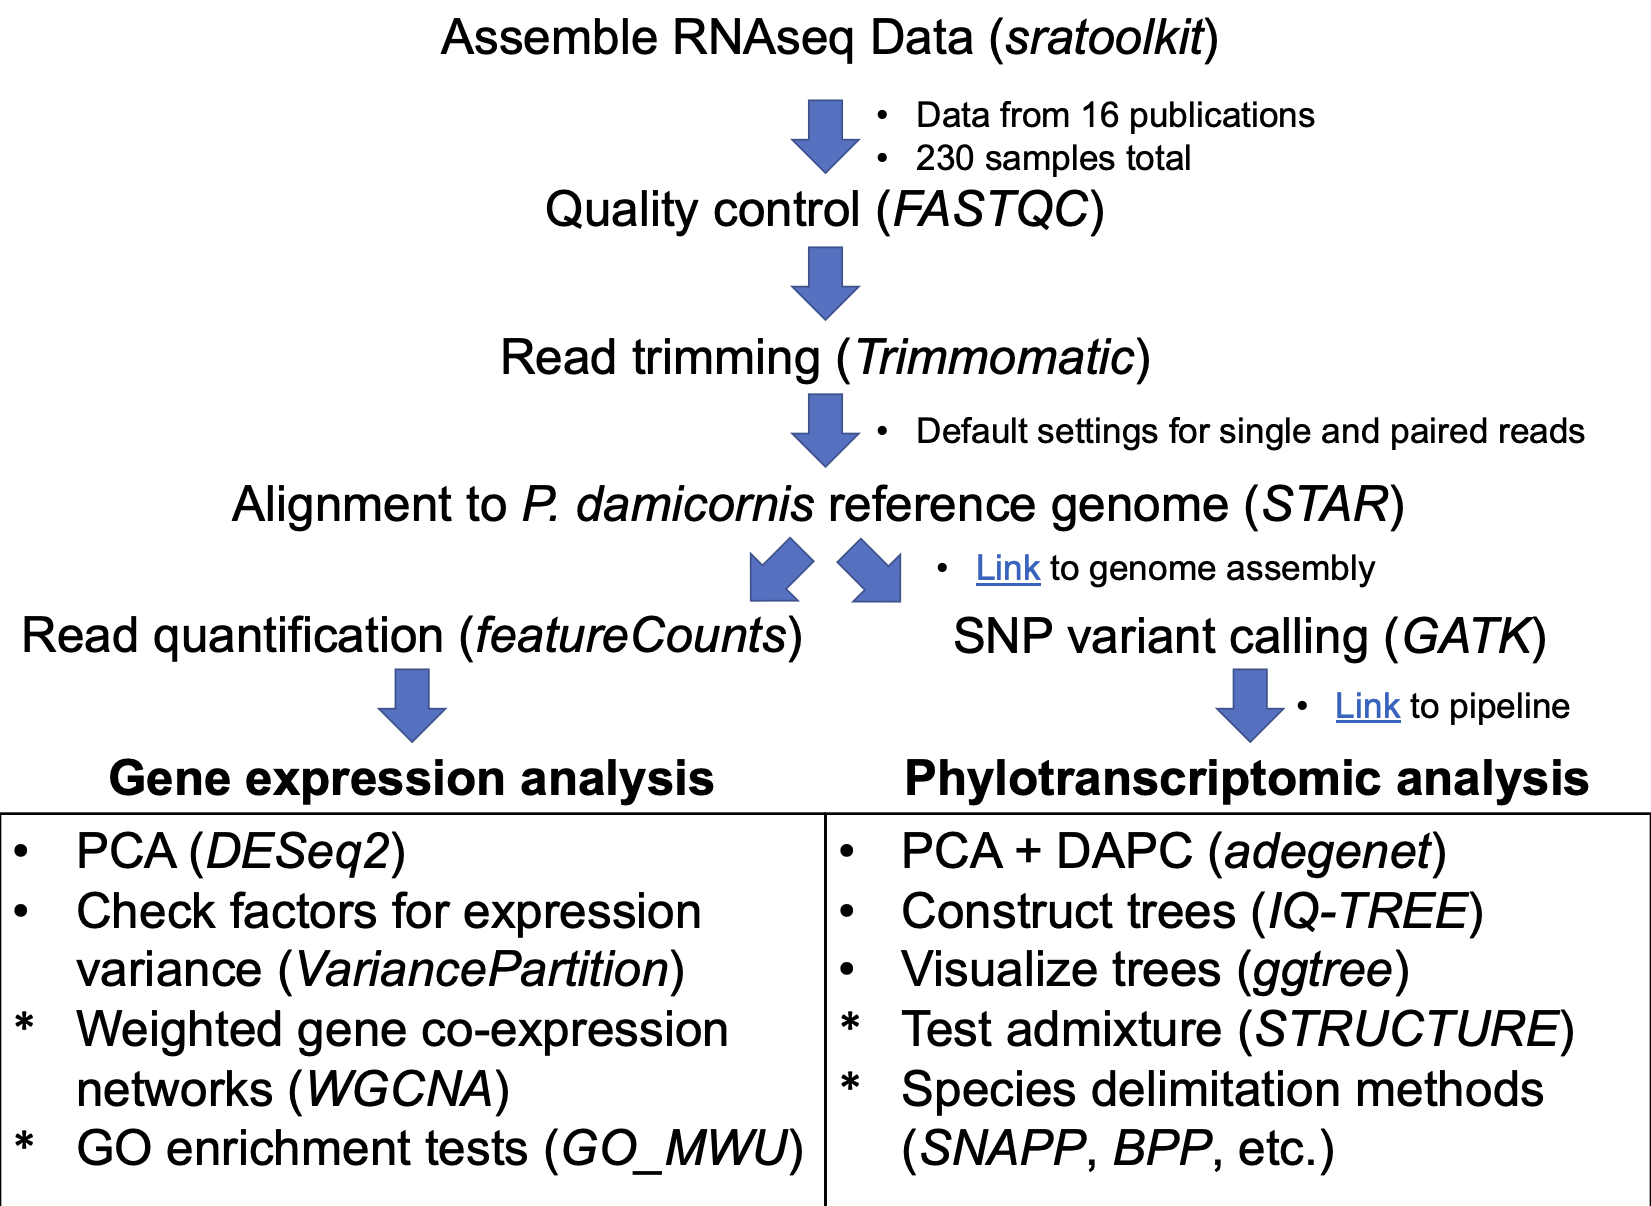 Assemble RNAseq Data (sratoolkit)
• Data from 16 publications
• 230 samples total
Quality control (FASTQC)
Read trimming (Trimmomatic)
• Default settings for single and paired reads
Alignment to P. damicornis reference genome (STAR)
• Link to genome assembly
Read quantification (featureCounts)
SNP variant calling (GATK)
• Link to pipeline
Gene expression analysis
• PCA (DESeq2)
• Check factors for expression
variance (VariancePartition)
* Weighted gene co-expression
networks (WGCNA)
* GO enrichment tests (GO_MWU)
Phylotranscriptomic analysis
• PCA + DAPC (adegenet)
• Construct trees (IQ-TREE)
• Visualize trees (ggtree)
* Test admixture (STRUCTURE)
* Species delimitation methods
(SNAPP, BPP, etc.)